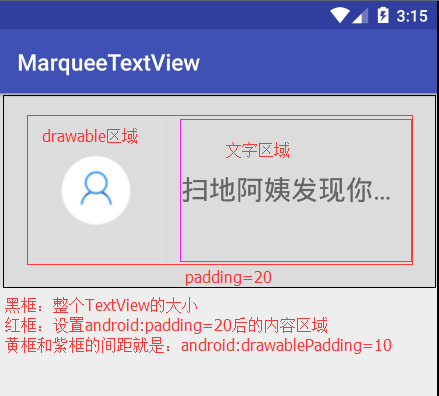 3:15
MarqueeTextView
drawable区域
文字区域
扫地阿姨发现你...
padding=20
黑框：整个TextView的大小
红框：设置android:padding=20后的内容区域
黄框和紫框的间距就是：android:drawablePadding=10